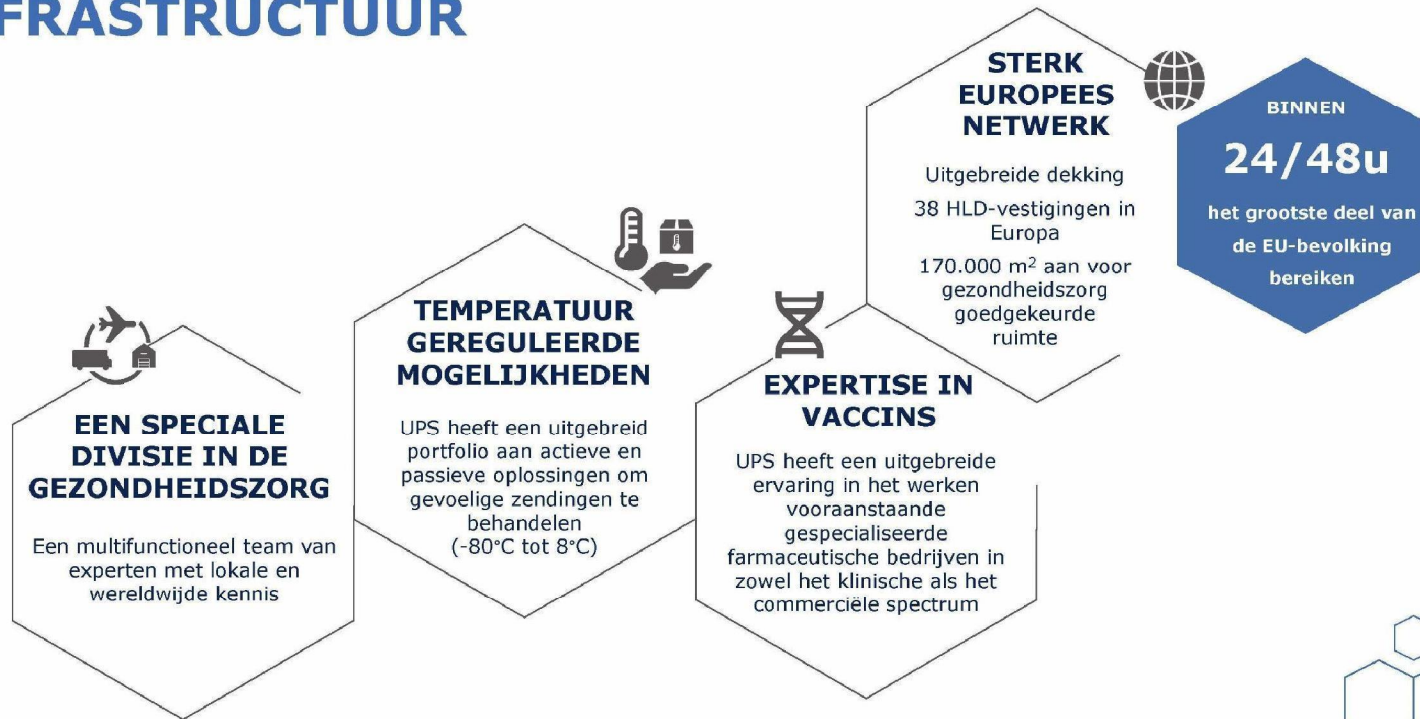 FRASTRUCTUUR
EEN SPECIALE
DIVISIE IN DE
GEZONDHEIDSZORG
Een multifunctioneel team van
experten met lokale en
wereldwijde kennis
TEMPERATUUR
GEREGULEERDE
MOGELIJKHEDEN
UPS heeft een uitgebreid
portfolio aan actieve en
passieve oplossingen om
gevoelige zendingen te
behandelen
(-80°C tot 8°C)
EXPERTISE IN
VACCINS
UPS heeft een uitgebreide
ervaring in het werken
vooraanstaande
gespecialiseerde
farmaceutische bedrijven in
zowel het klinische als het
commerciële spectrum
STERK
EUROPEES
NETWERK
Uitgebreide dekking
38 HLD-vestigingen in
Europa
170.000 m² aan voor
gezondheidszorg
goedgekeurde
ruimte
BINNEN
24/48u
het grootste deel van
de EU-bevolking
bereiken